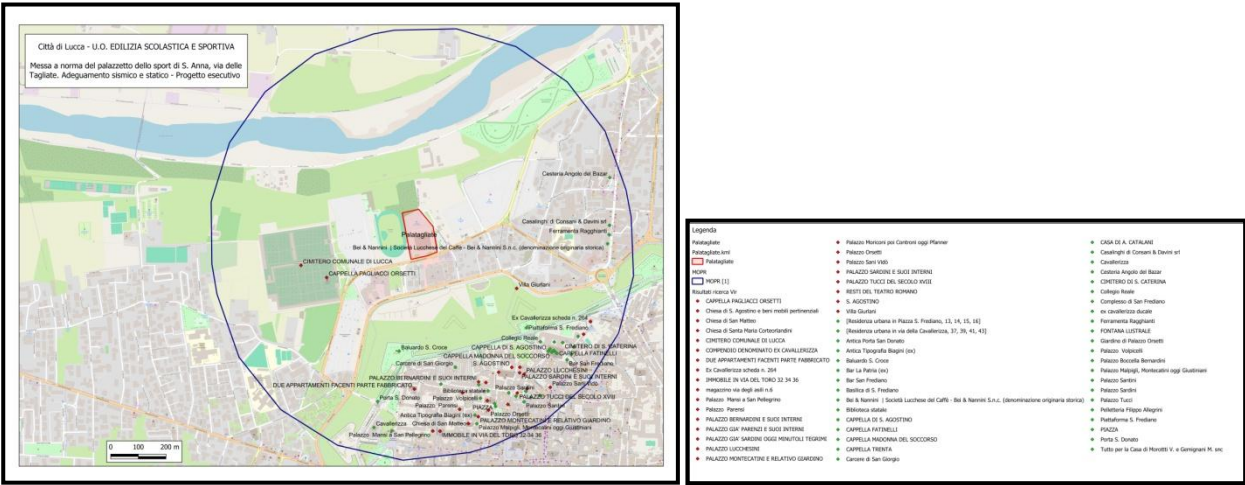 Città di Lucca - U.O. EDILIZIA SCOLASTICA E SPORTIVA
Messa a norma del palazzetto dello sport di S. Anna, via delle
Tagliate. Adeguamento sismico e statico - Progetto esecutivo
Cesteria Angolo del Bazar
Casalinghi di Consani & Davini srl
Ferramenta Ragghianti
Palatagliate
Bei & Nannini | Società Lucchese del Caffè - Bei & Nannini S.n.c. (denominazione originaria storica)
CIMITERO COMUNALE DI LUCCA
CAPPELLA PAGLIACCI ORSETTI
Villa Giurlani
Ex Cavallerizza scheda n. 264
Piattaforma S. Frediano
Collegio Reale
CIMITERO DI S. CATERINA
CAPPELLA DI S. AGOSTINO
Baluardo S. Croce
CAPPELLA MADONNA DEL SOCCORSO
CAPPELLA FATINELLI
Carcere di San Giorgio
S. AGOSTINO
Bar San Frediano
PALAZZO LUCCHESINI
PALAZZO BERNARDINI E SUOI INTERNI
PALAZZO SARDINI E SUOI INTERNI
DUE APPARTAMENTI FACENTI PARTE FABBRICATO
Biblioteca statale
Palazzo Sardini
Palazzo Sani Vidò
Porta S. Donato
Palazzo Volpicelli
PALAZZO TUCCI DEL SECOLO XVIII
Palazzo Parensi
PIAZZA
Palazzo Santini
Antica Tipografia Biagini (ex)
Palazzo Orsetti
Cavallerizza
Chiesa di San Matteo
PALAZZO MONTECATINI E RELATIVO GIARDINO
Palazzo Malpigli, Montecatini oggi Giustiniani
Palazzo Mansi a San Pellegrino
IMMOBILE IN VIA DEL TORO 32 34 36
0 100 200 m
Legenda
Palatagliate
Palatagliate.kml
Palatagliate
MOPR
MOPR [1]
Risultati ricerca Vir
CAPPELLA PAGLIACCI ORSETTI
Chiesa di S. Agostino e beni mobili pertinenziali
Chiesa di San Matteo
Chiesa di Santa Maria Corteorlandini
CIMITERO COMUNALE DI LUCCA
COMPENDIO DENOMINATO EX CAVALLERIZZA
DUE APPARTAMENTI FACENTI PARTE FABBRICATO
Ex Cavallerizza scheda n. 264
IMMOBILE IN VIA DEL TORO 32 34 36
magazzino via degli asili n.6
Palazzo Mansi a San Pellegrino
Palazzo Parensi
PALAZZO BERNARDINI E SUOI INTERNI
PALAZZO GIA' PARENZI E SUOI INTERNI
PALAZZO GIA' SARDINI OGGI MINUTOLI TEGRIME
PALAZZO LUCCHESINI
PALAZZO MONTECATINI E RELATIVO GIARDINO
Palazzo Moriconi poi Controni oggi Pfanner
Palazzo Orsetti
Palazzo Sani Vidò
PALAZZO SARDINI E SUOI INTERNI
PALAZZO TUCCI DEL SECOLO XVIII
RESTI DEL TEATRO ROMANO
S. AGOSTINO
Villa Giurlani
[Residenza urbana in Piazza S. Frediano, 13, 14, 15, 16]
[Residenza urbana in via della Cavallerizza, 37, 39, 41, 43]
Antica Porta San Donato
Antica Tipografia Biagini (ex)
Baluardo S. Croce
Bar La Patria (ex)
Bar San Frediano
Basilica di S. Frediano
Bei & Nannini | Società Lucchese del Caffè - Bei & Nannini S.n.c. (denominazione originaria storica)
Biblioteca statale
CAPPELLA DI S. AGOSTINO
CAPPELLA FATINELLI
CAPPELLA MADONNA DEL SOCCORSO
CAPPELLA TRENTA
Carcere di San Giorgio
CASA DI A. CATALANI
Casalinghi di Consani & Davini srl
Cavallerizza
Cesteria Angolo del Bazar
CIMITERO DI S. CATERINA
Collegio Reale
Complesso di San Frediano
ex cavallerizza ducale
Ferramenta Ragghianti
FONTANA LUSTRALE
Giardino di Palazzo Orsetti
Palazzo Volpicelli
Palazzo Boccella Bernardini
Palazzo Malpigli, Montecatini oggi Giustiniani
Palazzo Santini
Palazzo Sardini
Palazzo Tucci
Pelletteria Filippo Allegrini
Piattaforma S. Frediano
PIAZZA
Porta S. Donato
Tutto per la Casa di Morotti V. e Gemignani M. snc